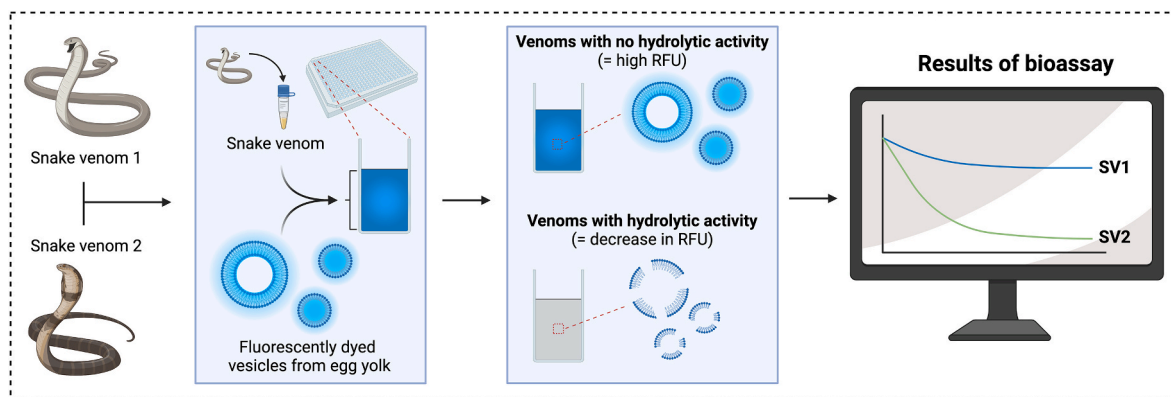 Snake venom 1
Snake venom 2
Snake venom
Fluorescently dyed
vesicles from egg yolk
Venoms with no hydrolytic activity
(= high RFU)
Venoms with hydrolytic activity
(= decrease in RFU)
Results of bioassay
SV1
SV2